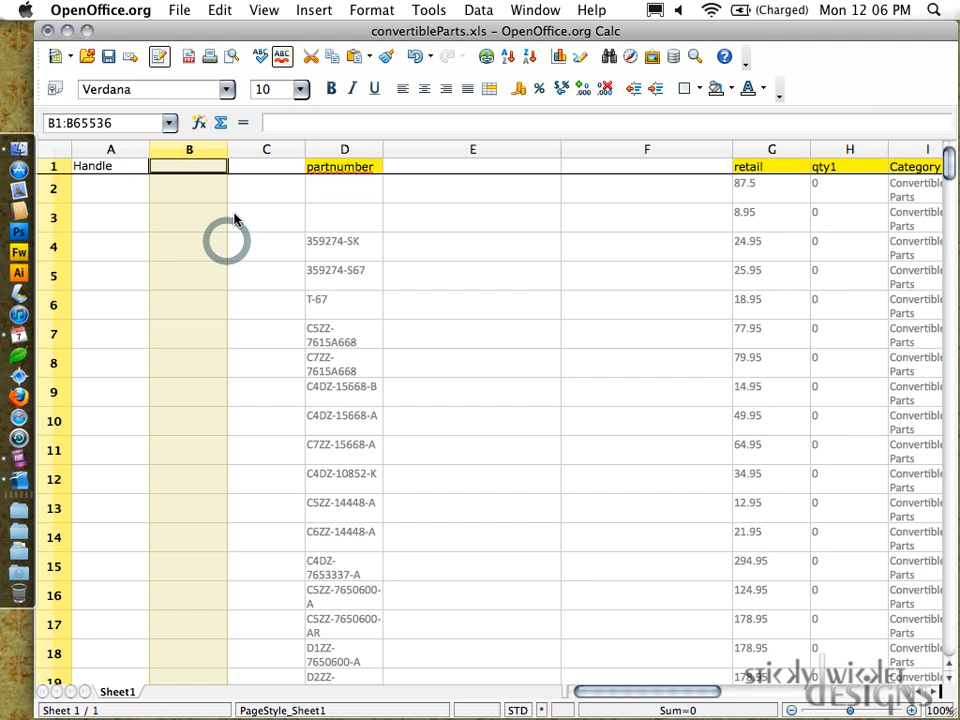 OpenOffice.org File Edit View Insert Format Tools Data Window Help (Charged) Mon 12:06 PM
convertibleParts.xls - OpenOffice.org Calc
Verdana 10 B I U
B1:B65536
A B C D E F G H I
1 Handle partnumber retail qty1 Category
2 87.5 0 Convertible
Parts
3 8.95 0 Convertible
Parts
4 359274-SK 24.95 0 Convertible
Parts
5 359274-S67 25.95 0 Convertible
Parts
6 T-67 18.95 0 Convertible
Parts
7 C5ZZ- 77.95 0 Convertible
7615A668 Parts
8 C7ZZ- 79.95 0 Convertible
7615A668 Parts
9 C4DZ-15668-B 14.95 0 Convertible
Parts
10 C4DZ-15668-A 49.95 0 Convertible
Parts
11 C7ZZ-15668-A 64.95 0 Convertible
Parts
12 C4DZ-10852-K 34.95 0 Convertible
Parts
13 C5ZZ-14448-A 12.95 0 Convertible
Parts
14 C6ZZ-14448-A 21.95 0 Convertible
Parts
15 C4DZ- 294.95 0 Convertible
7653337-A Parts
16 C5ZZ-7650600- 124.95 0 Convertible
A Parts
17 C5ZZ-7650600- 178.95 0 Convertible
AR Parts
18 D1ZZ- 178.95 0 Convertible
7650600-A Parts
19 D2ZZ- 178.95 0
sticky wicket
DESIGNS
Sheet1
Sheet 1 / 1 PageStyle_Sheet1 STD * Sum=0 100%